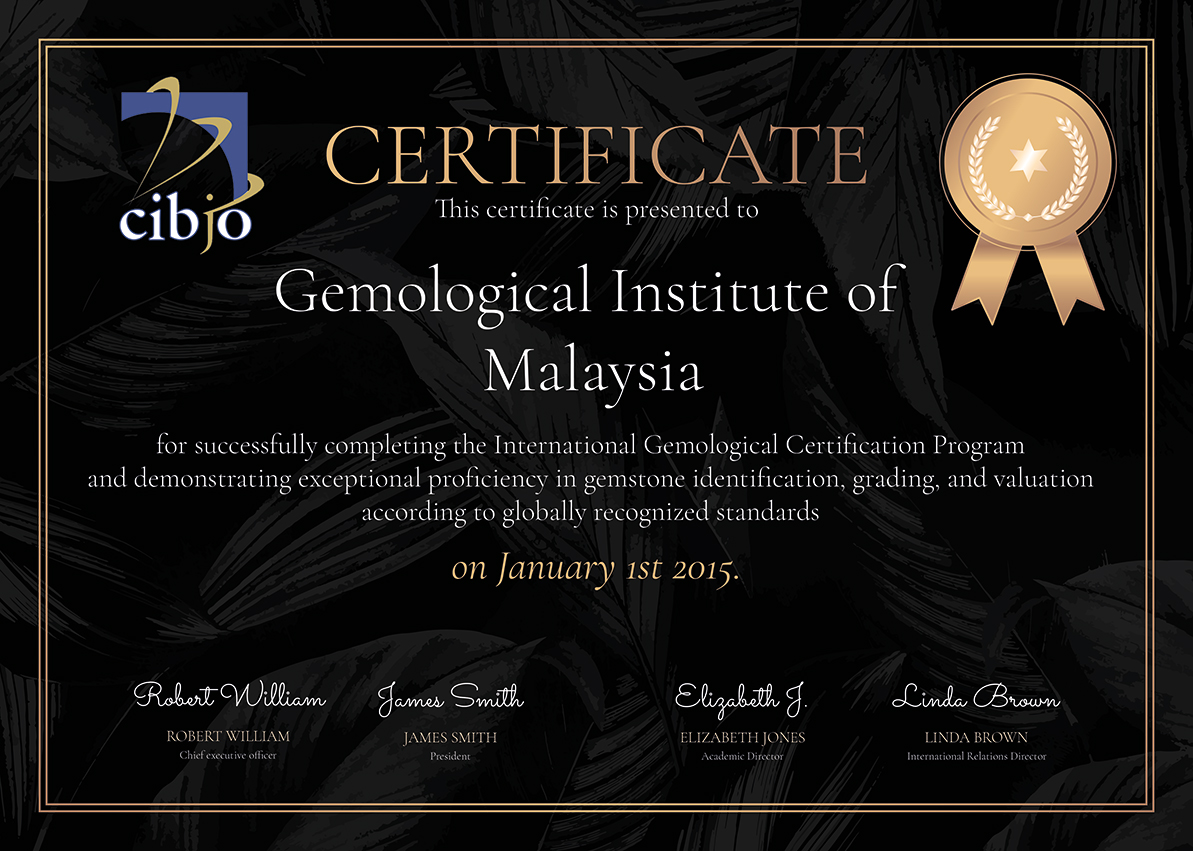 cibjo
CERTIFICATE
This certificate is presented to
Gemological Institute of
Malaysia
for successfully completing the International Gemological Certification Program
and demonstrating exceptional proficiency in gemstone identification, grading, and valuation
according to globally recognized standards
on January 1st 2015.
Robert William
James Smith
Elizabeth J.
Linda Brown
ROBERT WILLIAM
JAMES SMITH
ELIZABETH JONES
LINDA BROWN
Chief executive officer
President
Academic Director
International Relations Director